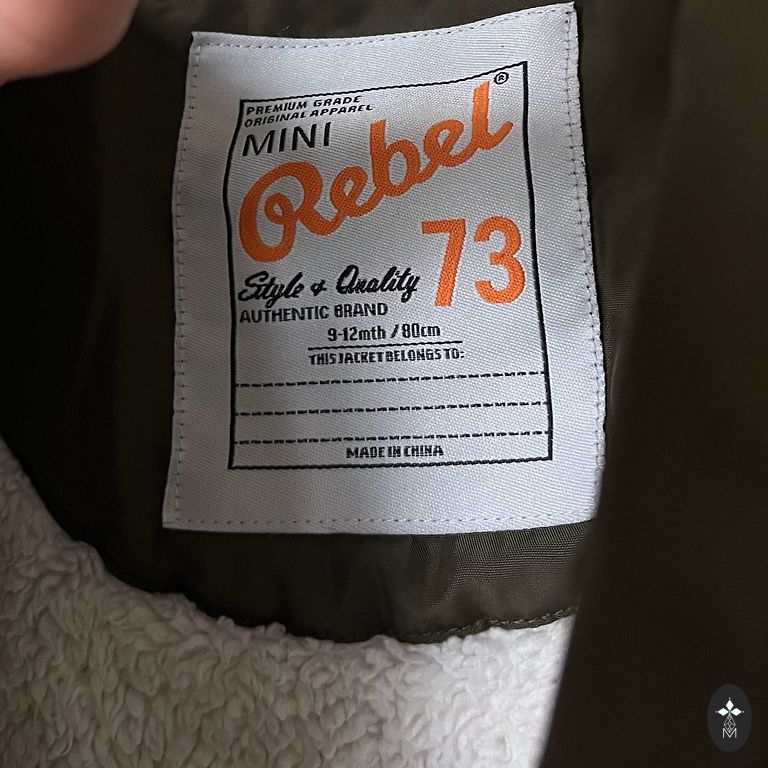 PREMIUM GRADE
ORIGINAL APPAREL
MINI
Rebel®
73
Style & Quality
AUTHENTIC BRAND
9-12mth / 80cm
THIS JACKET BELONGS TO:
MADE IN CHINA
M